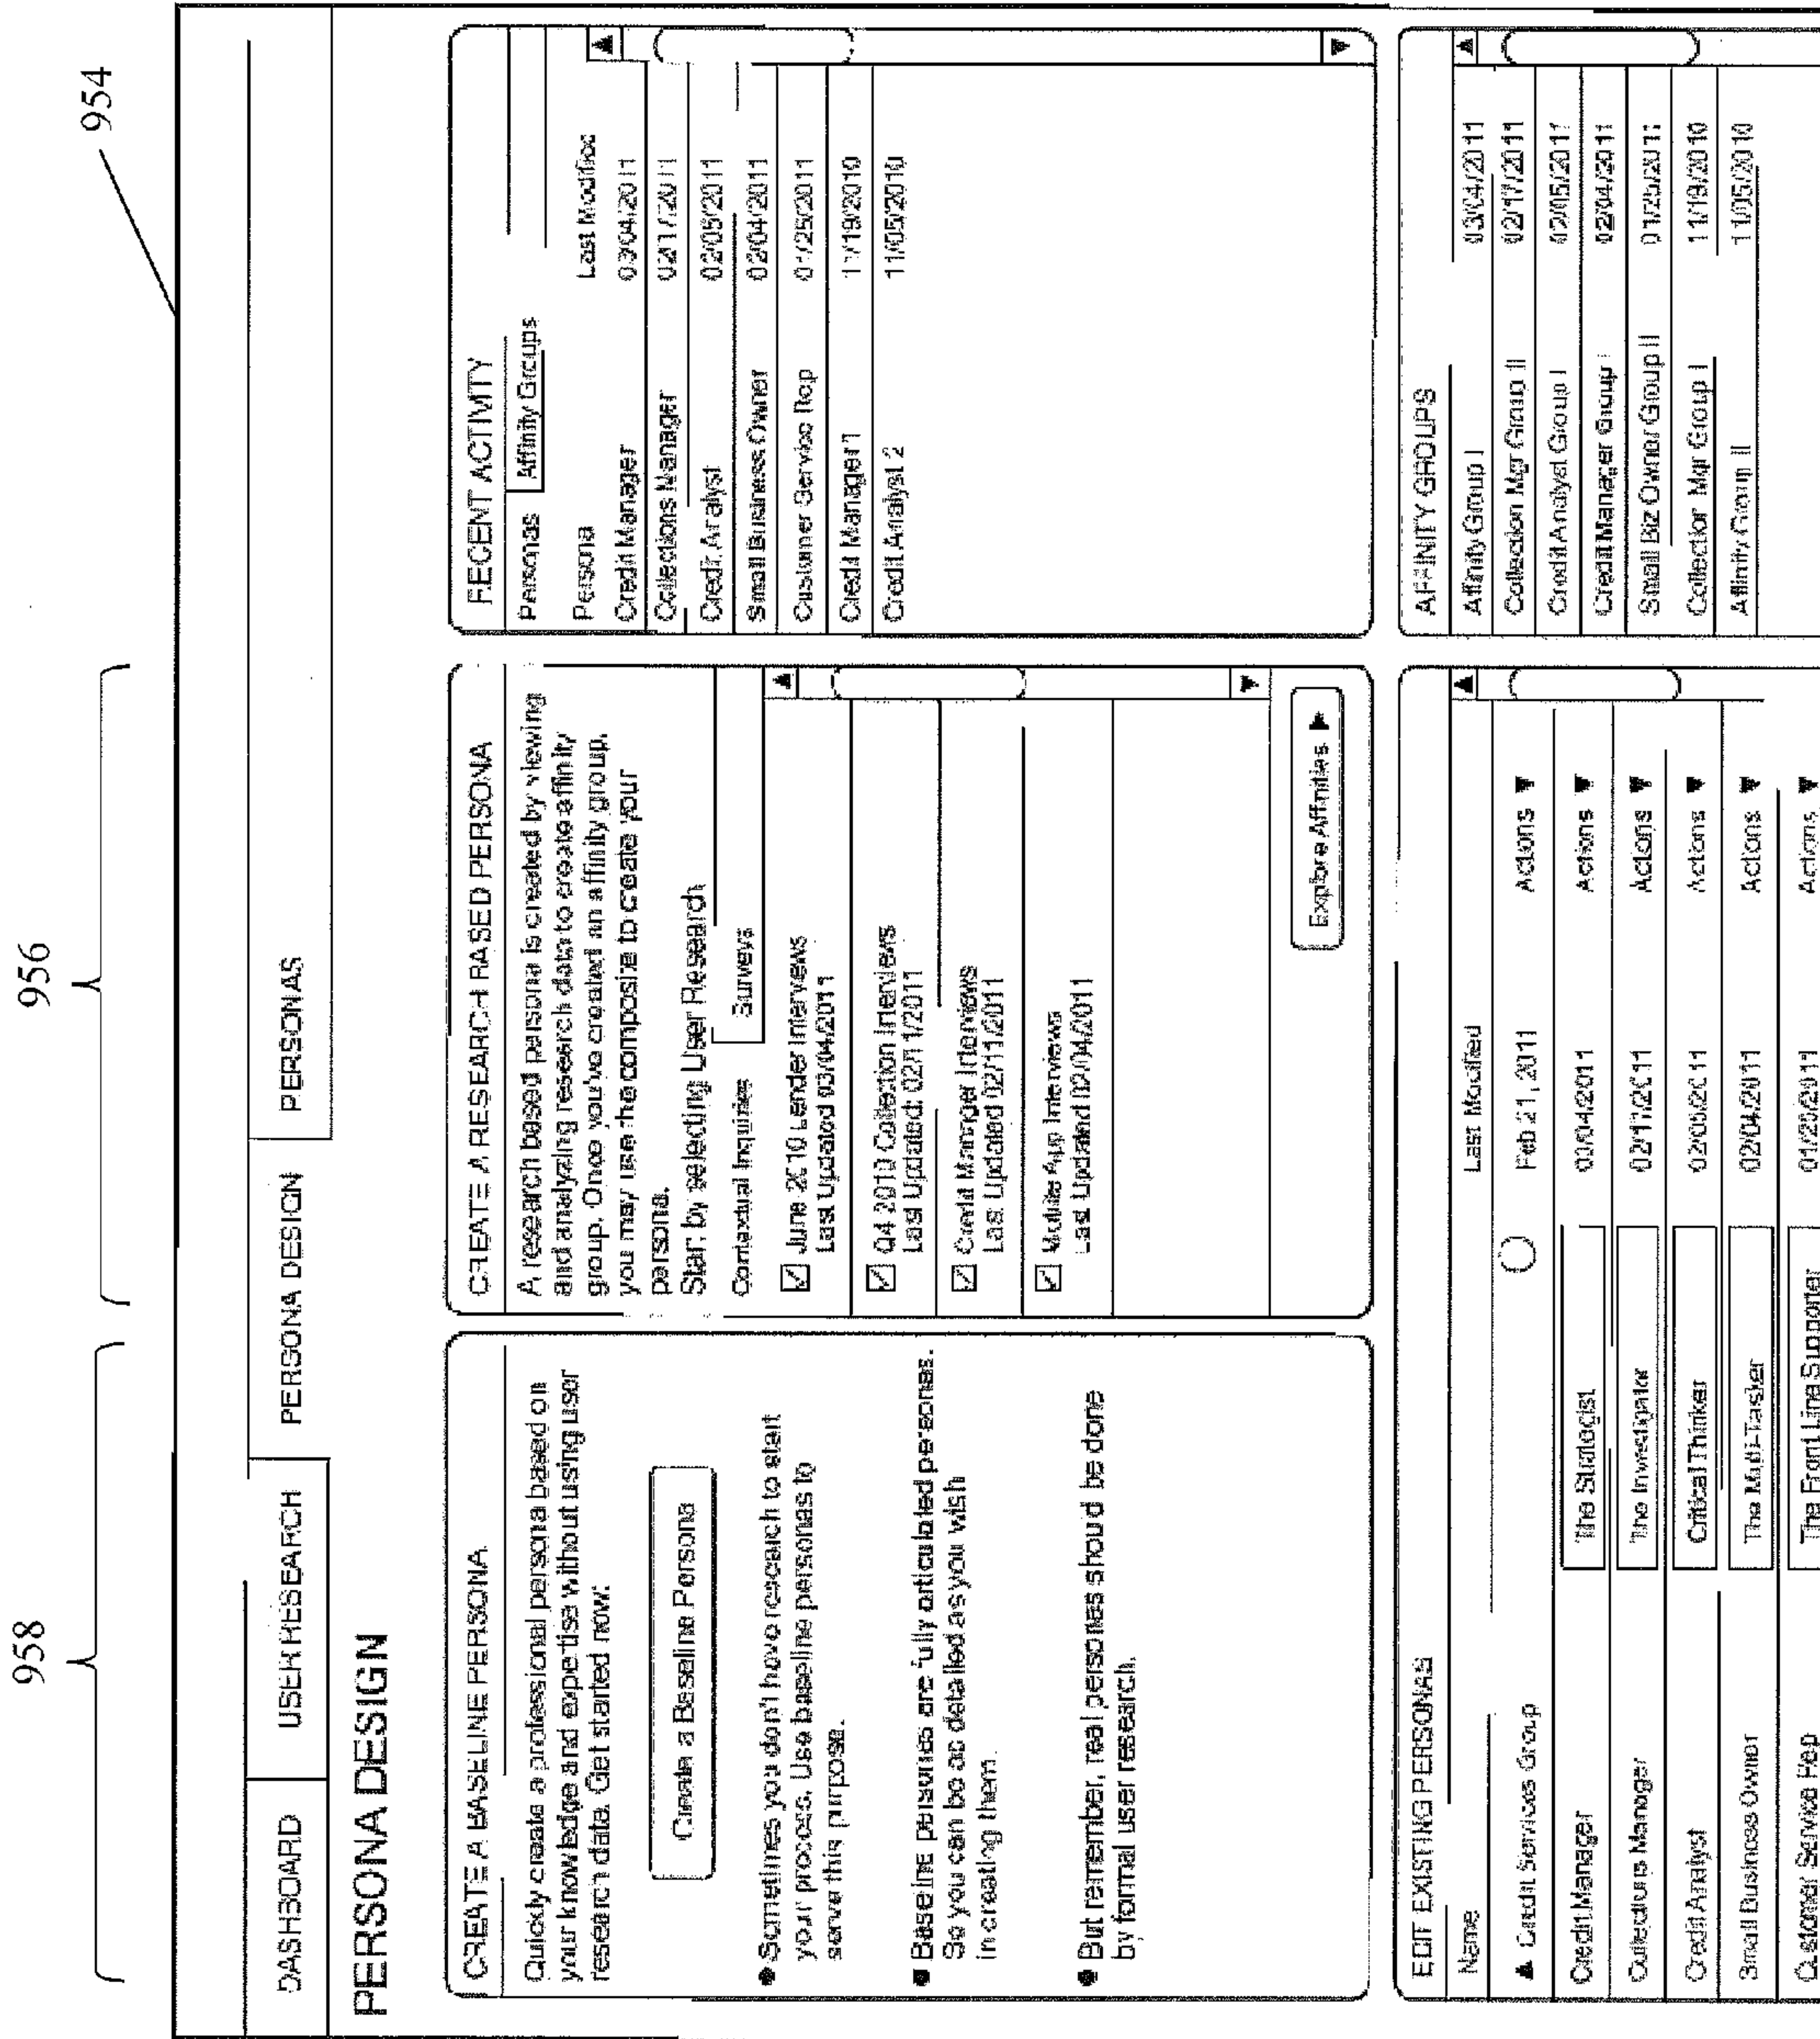 958
956
954
DASHBOARD
USER RESEARCH
PERSONA DESIGN
PERSONAS
PERSONA DESIGN
CREATE A BASELINE PERSONA
Quickly create a professional persona based on
your knowledge and expertise without using user
research data. Get started now:
Create a Baseline Persona
Sometimes you don't have research to start
your process. Use baseline personas to
serve this purpose.
Baseline personas are fully articulated personas.
So you can be as detailed as you wish
in creating them.
But remember, real personas should be done
by formal user research.
CREATE A RESEARCH BASED PERSONA
A research based persona is created by viewing
and analyzing research data to create affinity
group. Once you've created an affinity group,
you may use the composite to create your
persona.
Start by selecting User Research
Contextual Inquiries Surveys
June 2010 Lender Interviews
Last Updated 03/04/2011
Q4 2010 Collection Interviews
Last Updated: 02/11/2011
Credit Manager Interviews
Last Updated 02/11/2011
Mobile App Interviews
Last Updated 02/04/2011
Explore Affinities ▶
RECENT ACTIVITY
Personas Affinity Groups
Persona Last Modified
Credit Manager 03/04/2011
Collections Manager 02/17/2011
Credit Analyst 02/05/2011
Small Business Owner 02/04/2011
Customer Service Rep 01/25/2011
Credit Manager 1 11/19/2010
Credit Analyst 2 11/05/2010
EDIT EXISTING PERSONAS
Name Last Modified
▲ Credit Services Group Feb 21, 2011 Actions ▼
Credit Manager The Strategist 03/04/2011 Actions ▼
Collections Manager The Investigator 02/17/2011 Actions ▼
Credit Analyst Critical Thinker 02/05/2011 Actions ▼
Small Business Owner The Multi-Tasker 02/04/2011 Actions ▼
Customer Service Rep The Front Line Supporter 01/25/2011 Actions ▼
AFFINITY GROUPS
Affinity Group I 03/04/2011
Collection Mgr Group II 02/17/2011
Credit Analyst Group I 02/05/2011
Credit Manager Group I 02/04/2011
Small Biz Owner Group II 01/25/2011
Collection Mgr Group I 11/19/2010
Affinity Group II 11/05/2010